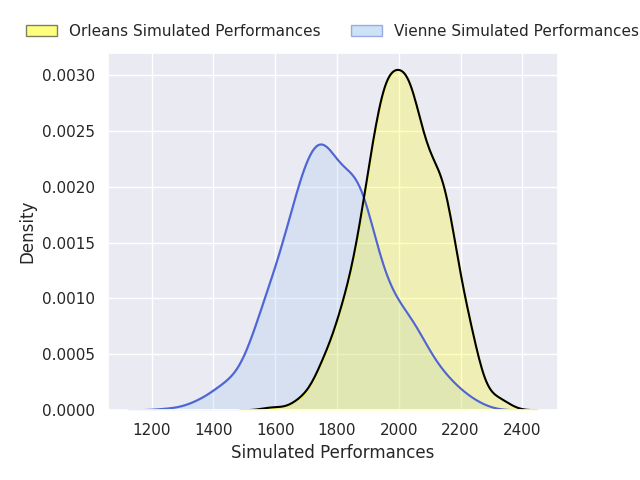 Orleans Simulated Performances Vienne Simulated Performances
0.0030
0.0025
0.0020
0.0015
0.0010
0.0005
0.0000
Density
1200 1400 1600 1800 2000 2200 2400
Simulated Performances